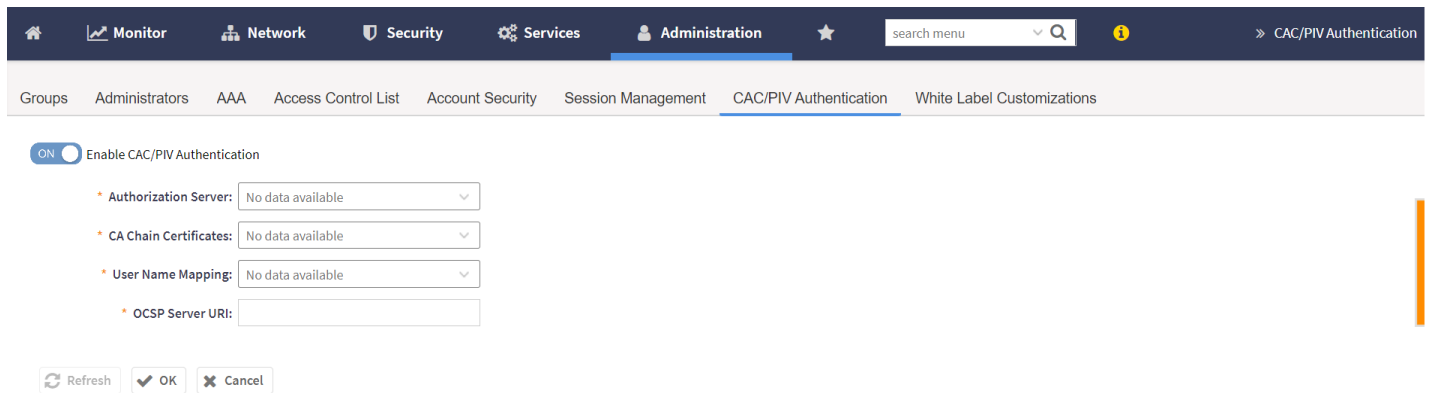 Monitor Network Security Services Administration search menu CAC/PIV Authentication
Groups Administrators AAA Access Control List Account Security Session Management CAC/PIV Authentication White Label Customizations
ON Enable CAC/PIV Authentication
* Authorization Server: No data available
* CA Chain Certificates: No data available
* User Name Mapping: No data available
* OCSP Server URI:
Refresh OK Cancel